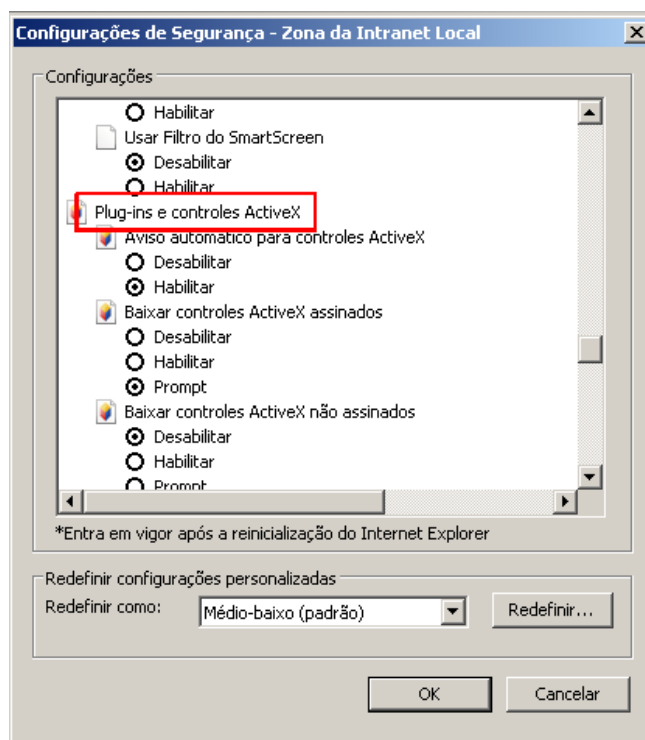 Configurações de Segurança - Zona da Intranet Local
Configurações
Habilitar
Usar Filtro do SmartScreen
Desabilitar
Habilitar
Plug-ins e controles ActiveX
Aviso automático para controles ActiveX
Desabilitar
Habilitar
Baixar controles ActiveX assinados
Desabilitar
Habilitar
Prompt
Baixar controles ActiveX não assinados
Desabilitar
Habilitar
Prompt
*Entra em vigor após a reinicialização do Internet Explorer
Redefinir configurações personalizadas
Redefinir como: Médio-baixo (padrão) Redefinir...
OK Cancelar